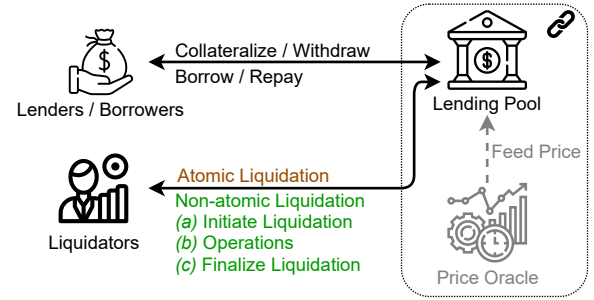 Collateralize / Withdraw
Borrow / Repay
Lenders / Borrowers
$
$
Lending Pool
Feed Price
Atomic Liquidation
Non-atomic Liquidation
(a) Initiate Liquidation
(b) Operations
(c) Finalize Liquidation
Liquidators
Price Oracle